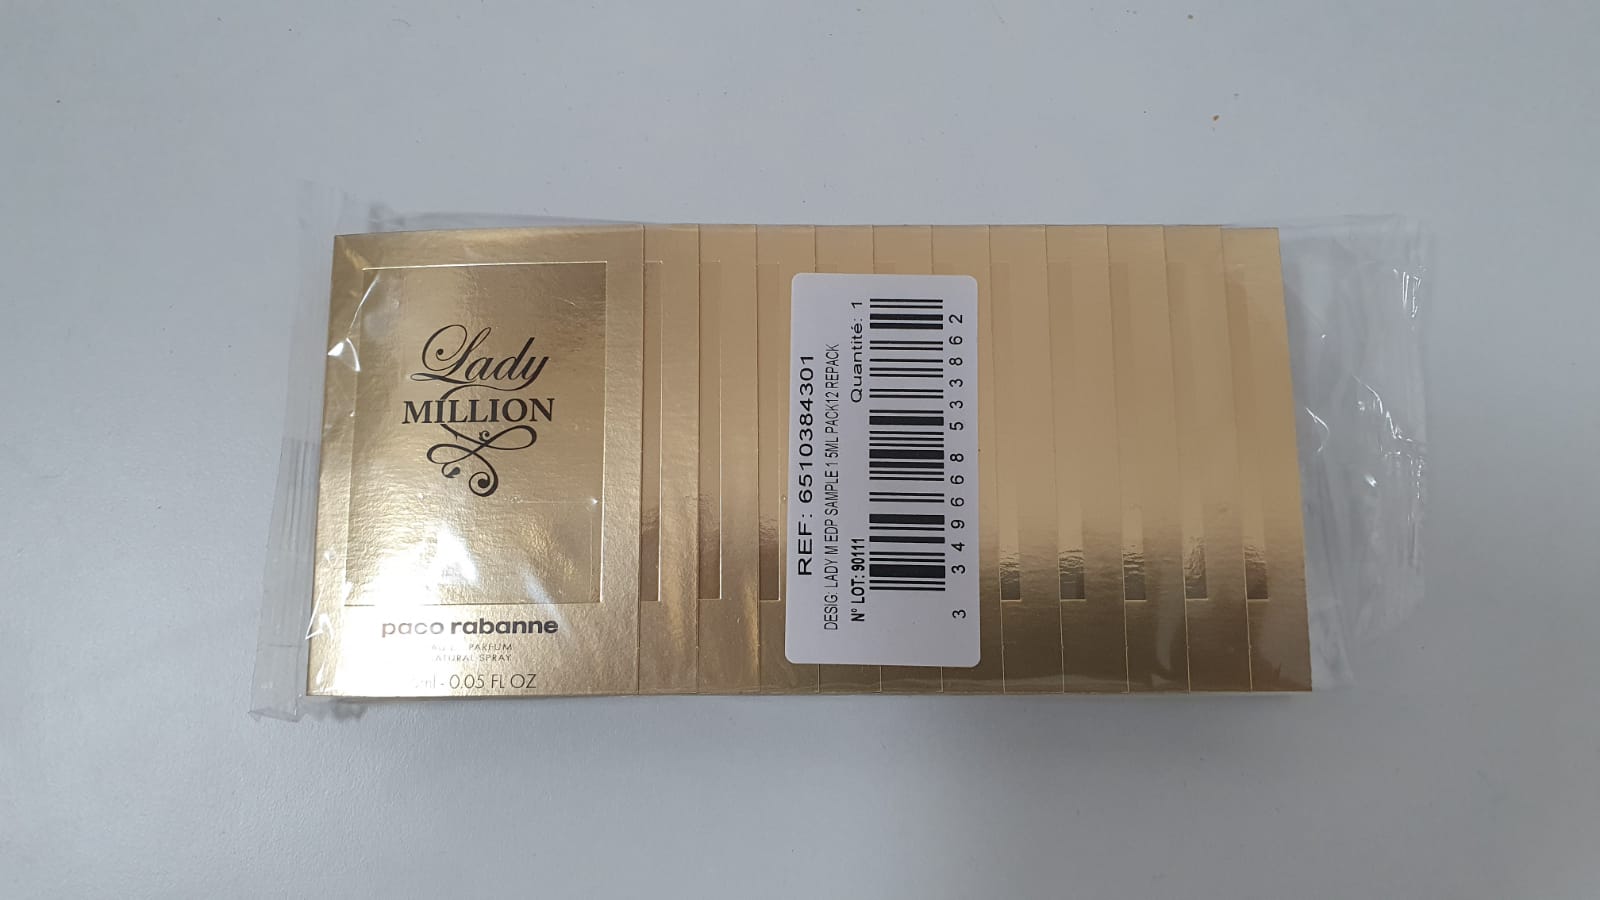 Lady
MILLION
paco rabanne
PARFUM
SPRAY
0.05 FL OZ
REF: 6510384301
DESIG: LADY M EDP SAMPLE 1 5ML PACK12 REPACK
N° LOT: 90111
Quantité: 1
3 349668 533862